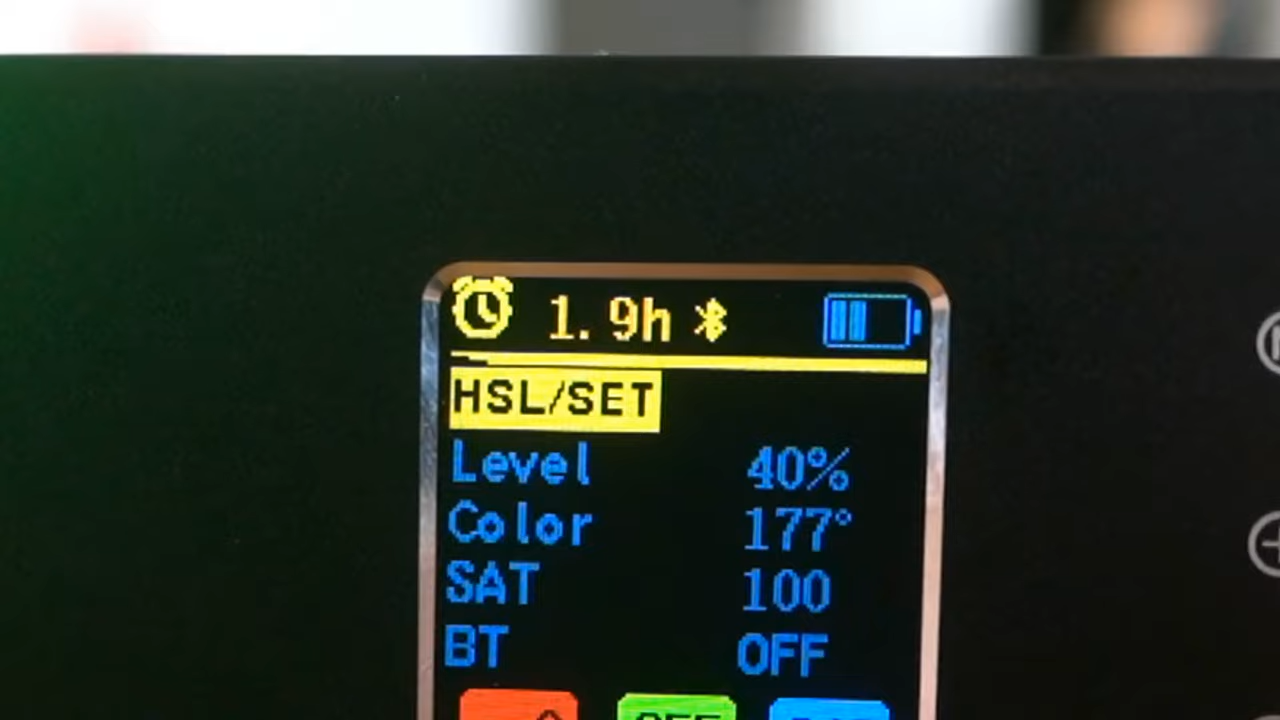 1.9h
HSL/SET
Level 40%
Color 177°
SAT 100
BT OFF